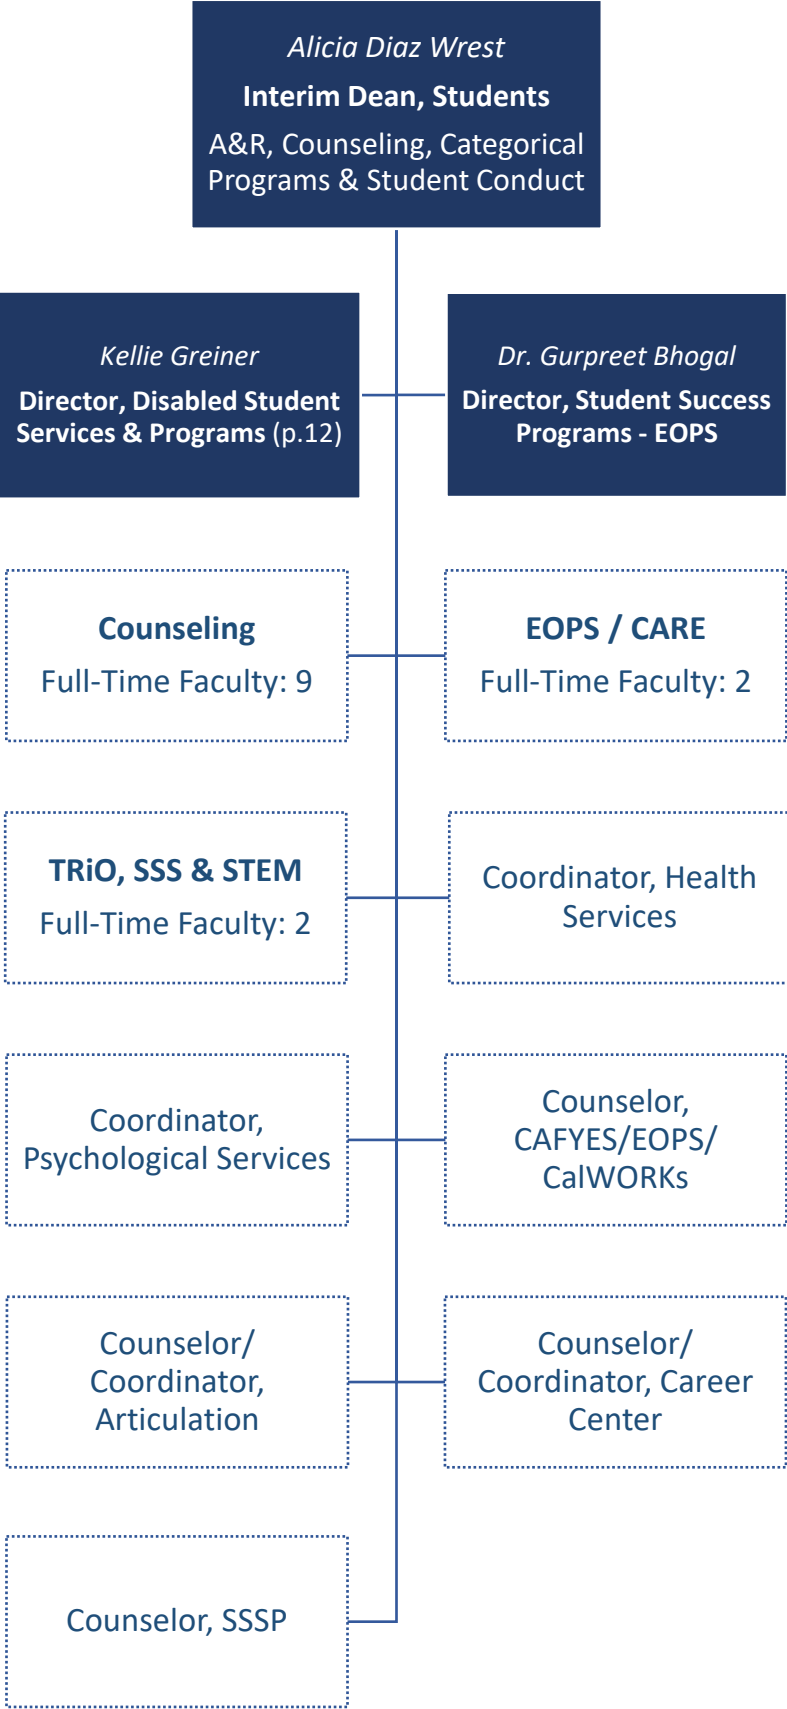 Alicia Diaz Wrest
Interim Dean, Students
A&R, Counseling, Categorical
Programs & Student Conduct
Kellie Greiner
Director, Disabled Student
Services & Programs (p.12)
Dr. Gurpreet Bhogal
Director, Student Success
Programs - EOPS
Counseling
Full-Time Faculty: 9
EOPS / CARE
Full-Time Faculty: 2
TRiO, SSS & STEM
Full-Time Faculty: 2
Coordinator, Health
Services
Coordinator,
Psychological Services
Counselor,
CAFYES/EOPS/
CalWORKs
Counselor/
Coordinator,
Articulation
Counselor/
Coordinator, Career
Center
Counselor, SSSP